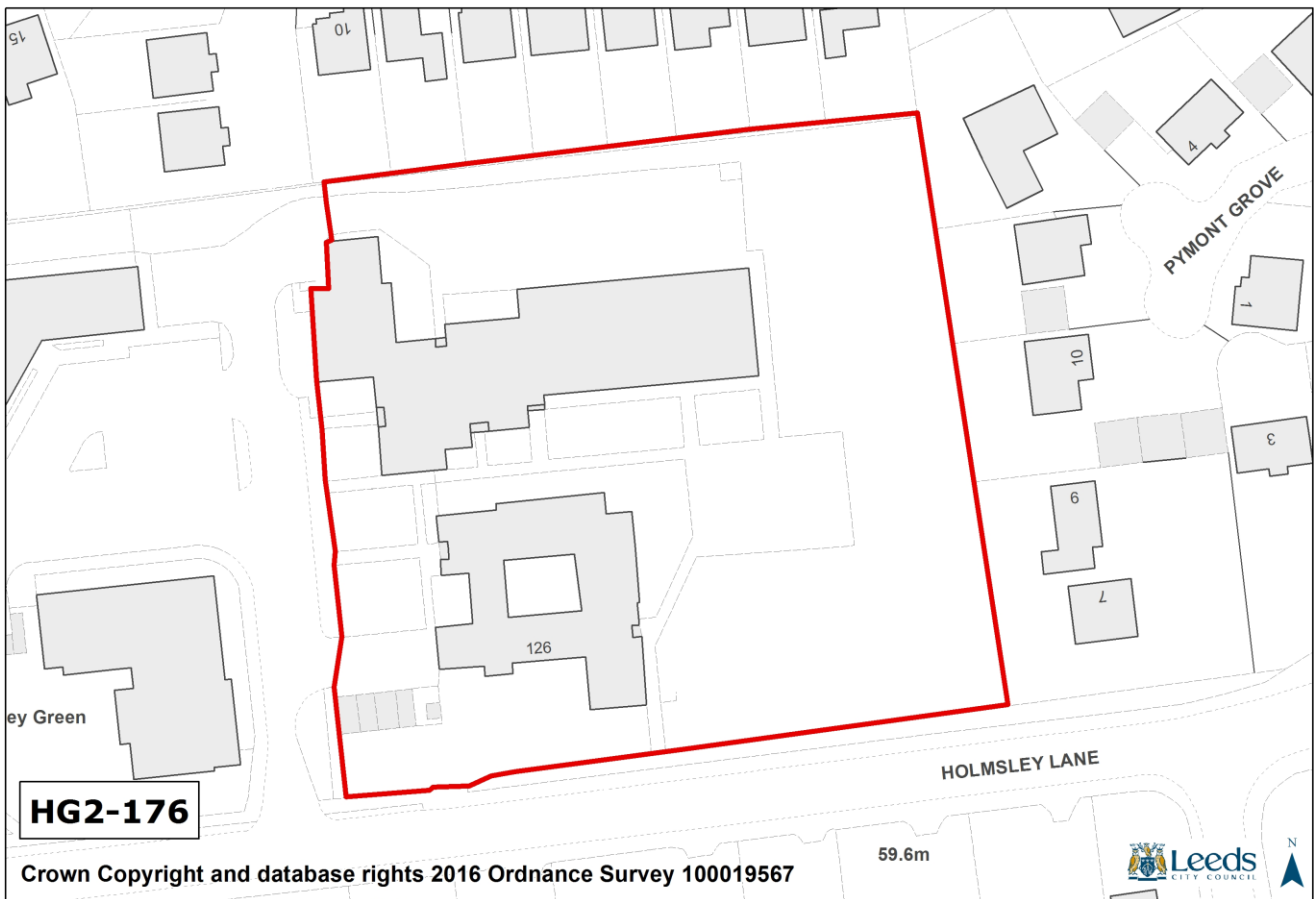 15
10
4
PYMONT GROVE
1
10
3
6
7
126
ey Green
HOLMSLEY LANE
HG2-176
59.6m
Crown Copyright and database rights 2016 Ordnance Survey 100019567
Leeds
CITY COUNCIL
N